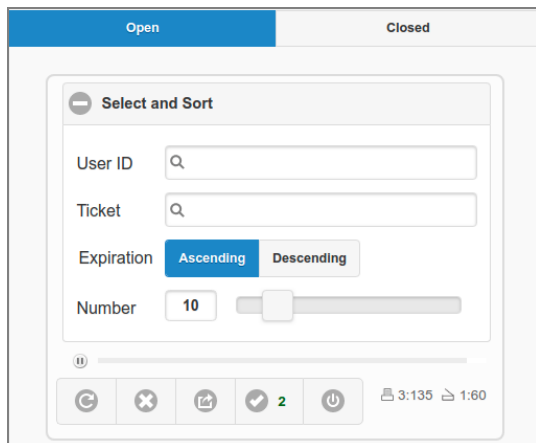 Open Closed
Select and Sort
User ID
Ticket
Expiration Ascending Descending
Number 10
2 3:135 1:60